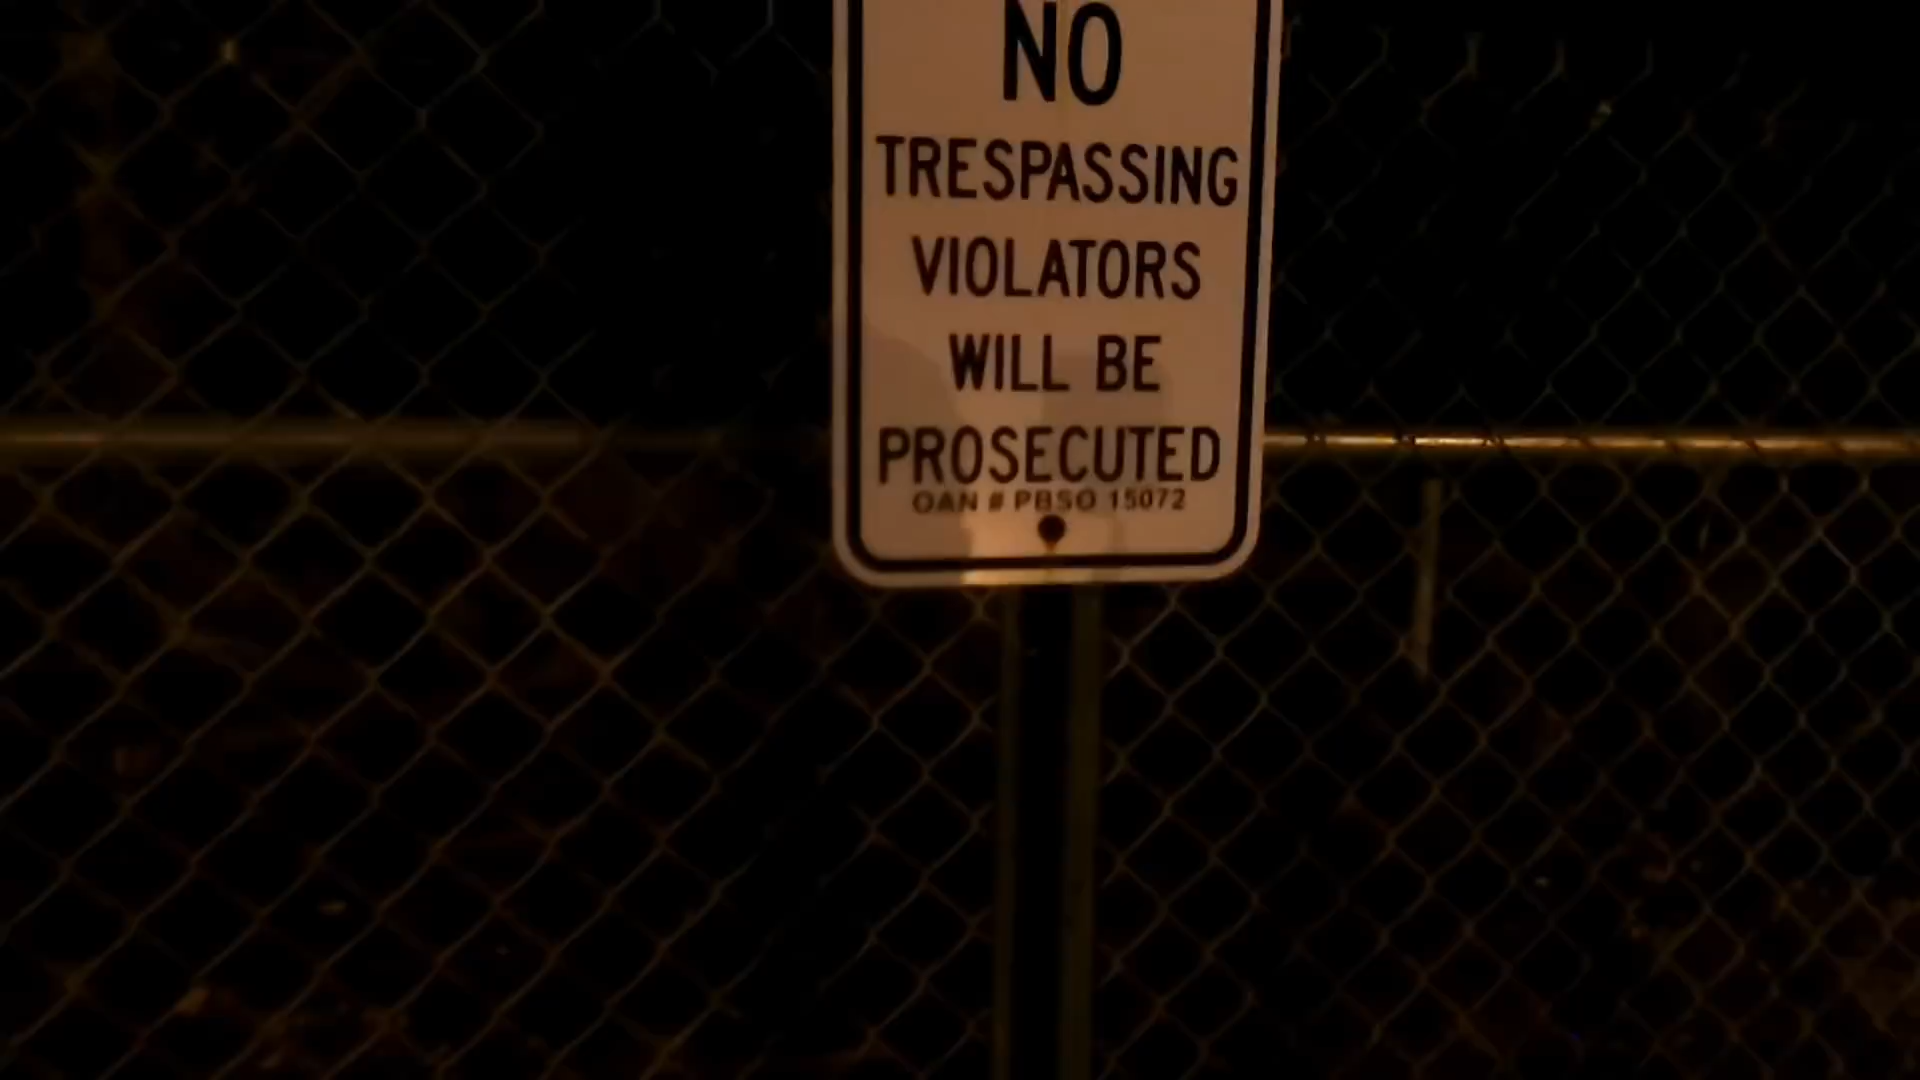 NO
TRESPASSING
VIOLATORS
WILL BE
PROSECUTED
OAN # PBSO 15072